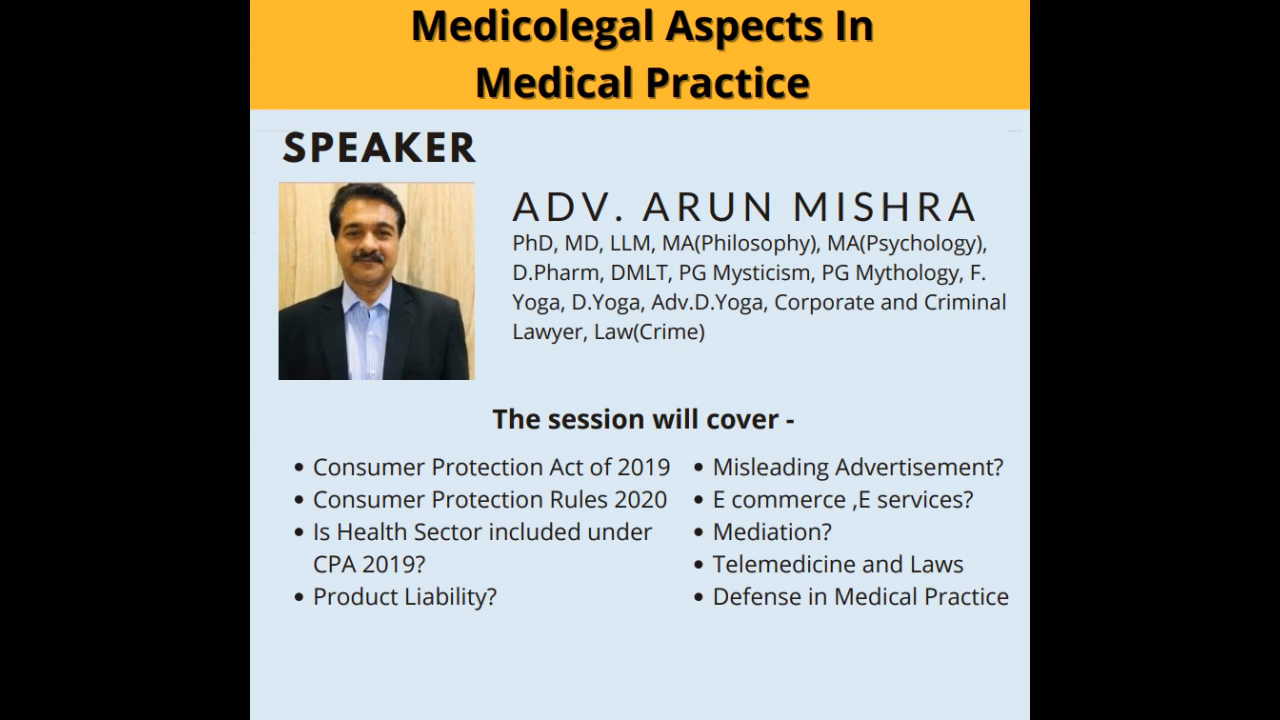 Medicolegal Aspects In
Medical Practice
SPEAKER
ADV. ARUN MISHRA
PhD, MD, LLM, MA(Philosophy), MA(Psychology),
D.Pharm, DMLT, PG Mysticism, PG Mythology, F.
Yoga, D.Yoga, Adv.D.Yoga, Corporate and Criminal
Lawyer, Law(Crime)
The session will cover -
• Consumer Protection Act of 2019
• Consumer Protection Rules 2020
• Is Health Sector included under
CPA 2019?
• Product Liability?
• Misleading Advertisement?
• E commerce ,E services?
• Mediation?
• Telemedicine and Laws
• Defense in Medical Practice